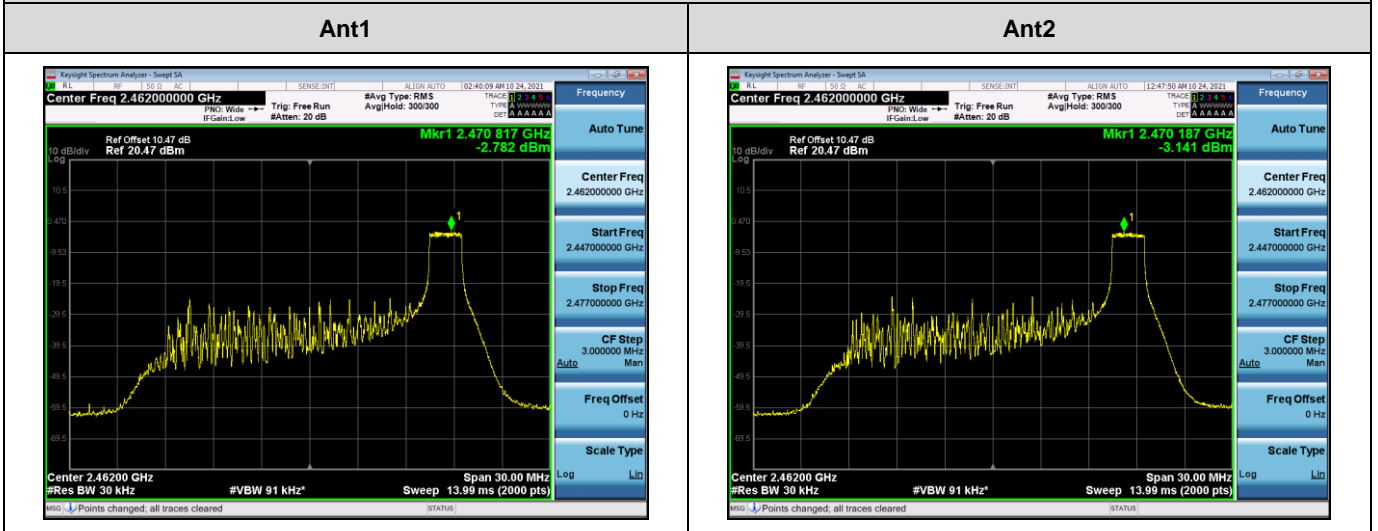 Ant1
Keysight Spectrum Analyzer - Swept SA
RL RF 50 Ω AC SENSE:INT ALIGN AUTO 02:40:09 AM 10 24, 2021
Center Freq 2.462000000 GHz
PNO: Wide
IFGain:Low
Trig: Free Run
#Atten: 20 dB
#Avg Type: RMS
Avg|Hold: 300/300
TRACE 1 2 3 4 5 6
TYPE A WWWWW
DET A A A A A A
Ref Offset 10.47 dB
Ref 20.47 dBm
10 dB/div
Log
Mkr1 2.470 817 GHz
-2.782 dBm
1
10.5
0.470
-9.53
-19.5
-29.5
-39.5
-49.5
-59.5
-69.5
Center 2.46200 GHz
Span 30.00 MHz
#Res BW 30 kHz
#VBW 91 kHz*
Sweep 13.99 ms (2000 pts)
MSG Points changed; all traces cleared
STATUS
Frequency
Auto Tune
Center Freq
2.462000000 GHz
Start Freq
2.447000000 GHz
Stop Freq
2.477000000 GHz
CF Step
3.000000 MHz
Auto Man
Freq Offset
0 Hz
Scale Type
Log Lin
Ant2
Keysight Spectrum Analyzer - Swept SA
RL RF 50 Ω AC SENSE:INT ALIGN AUTO 12:47:50 AM 10 24, 2021
Center Freq 2.462000000 GHz
PNO: Wide
IFGain:Low
Trig: Free Run
#Atten: 20 dB
#Avg Type: RMS
Avg|Hold: 300/300
TRACE 1 2 3 4 5 6
TYPE A WWWWW
DET A A A A A A
Ref Offset 10.47 dB
Ref 20.47 dBm
10 dB/div
Log
Mkr1 2.470 187 GHz
-3.141 dBm
1
10.5
0.470
-9.53
-19.5
-29.5
-39.5
-49.5
-59.5
-69.5
Center 2.46200 GHz
Span 30.00 MHz
#Res BW 30 kHz
#VBW 91 kHz*
Sweep 13.99 ms (2000 pts)
MSG Points changed; all traces cleared
STATUS
Frequency
Auto Tune
Center Freq
2.462000000 GHz
Start Freq
2.447000000 GHz
Stop Freq
2.477000000 GHz
CF Step
3.000000 MHz
Auto Man
Freq Offset
0 Hz
Scale Type
Log Lin